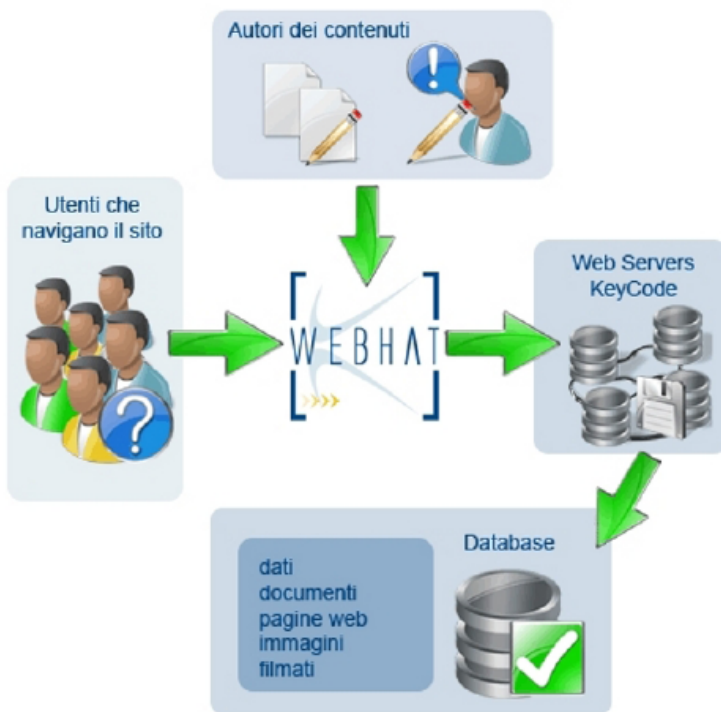 Autori dei contenuti
Utenti che
navigano il sito
WEBHAT
Web Servers
KeyCode
Database
dati
documenti
pagine web
immagini
filmati